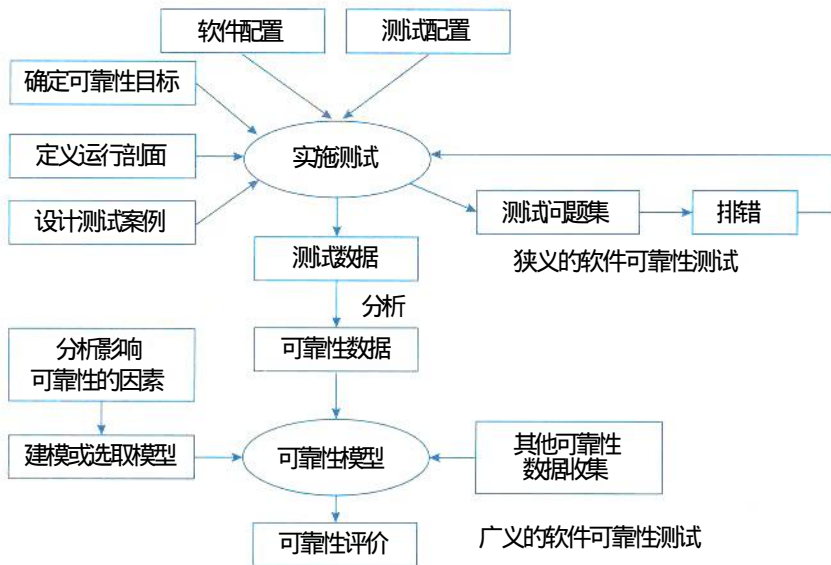 软件配置
测试配置
确定可靠性目标
定义运行剖面
实施测试
设计测试案例
测试问题集
排错
测试数据
狭义的软件可靠性测试
分析
分析影响
可靠性的因素
可靠性数据
建模或选取模型
可靠性模型
其他可靠性
数据收集
可靠性评价
广义的软件可靠性测试